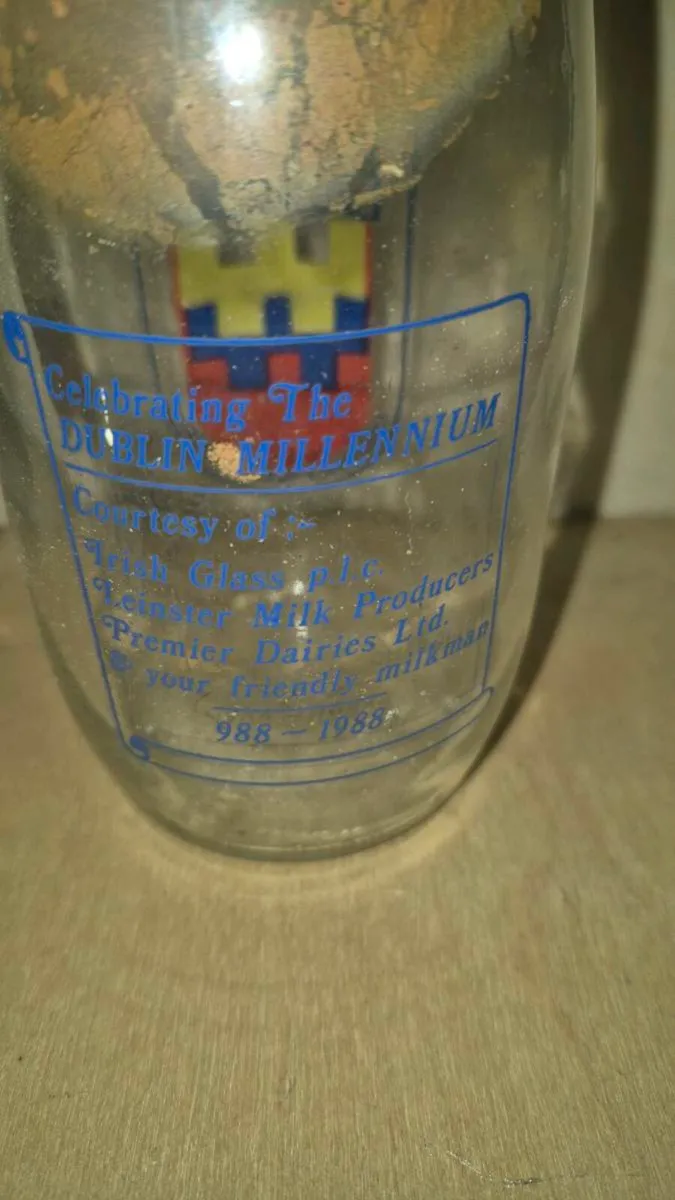 Celebrating The
DUBLIN MILLENNIUM
Courtesy of :-
Irish Glass p.l.c.
Leinster Milk Producers
Premier Dairies Ltd.
& your friendly milkman
988 - 1988